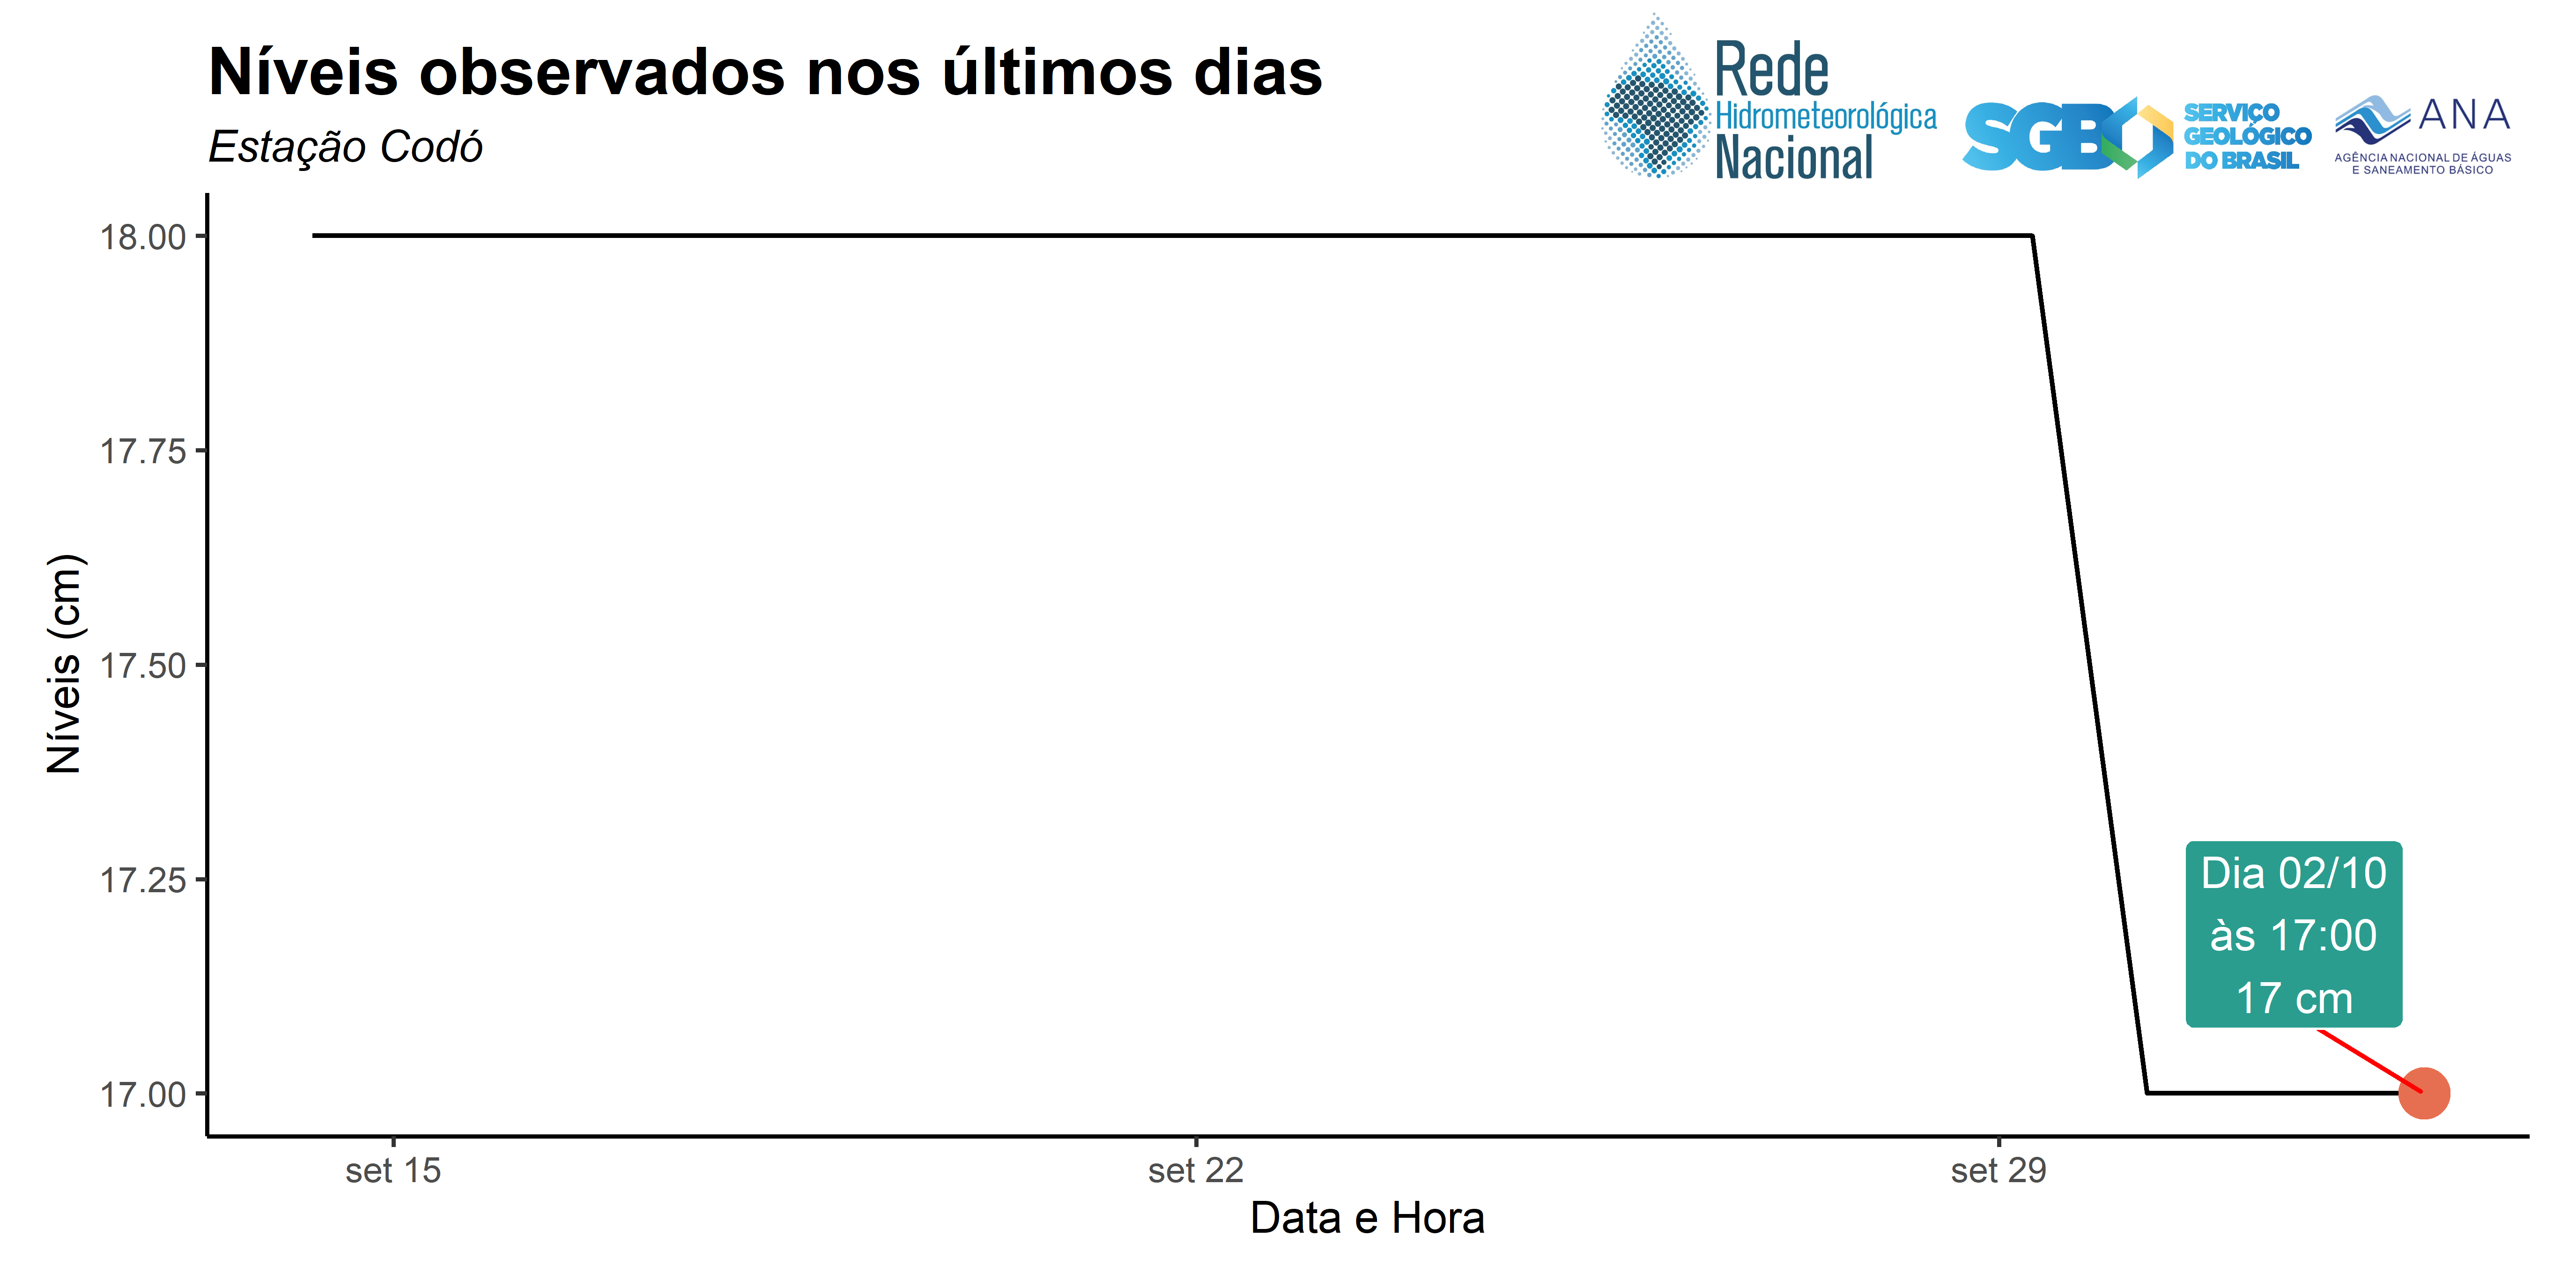 Níveis observados nos últimos dias
Estação Codó
Rede
Hidrometeorológica
Nacional
SGB
SERVIÇO
GEOLÓGICO
DO BRASIL
ANA
AGÊNCIA NACIONAL DE ÁGUAS
E SANEAMENTO BÁSICO
Níveis (cm)
18.00
17.75
17.50
17.25
17.00
Dia 02/10
às 17:00
17 cm
set 15
set 22
set 29
Data e Hora